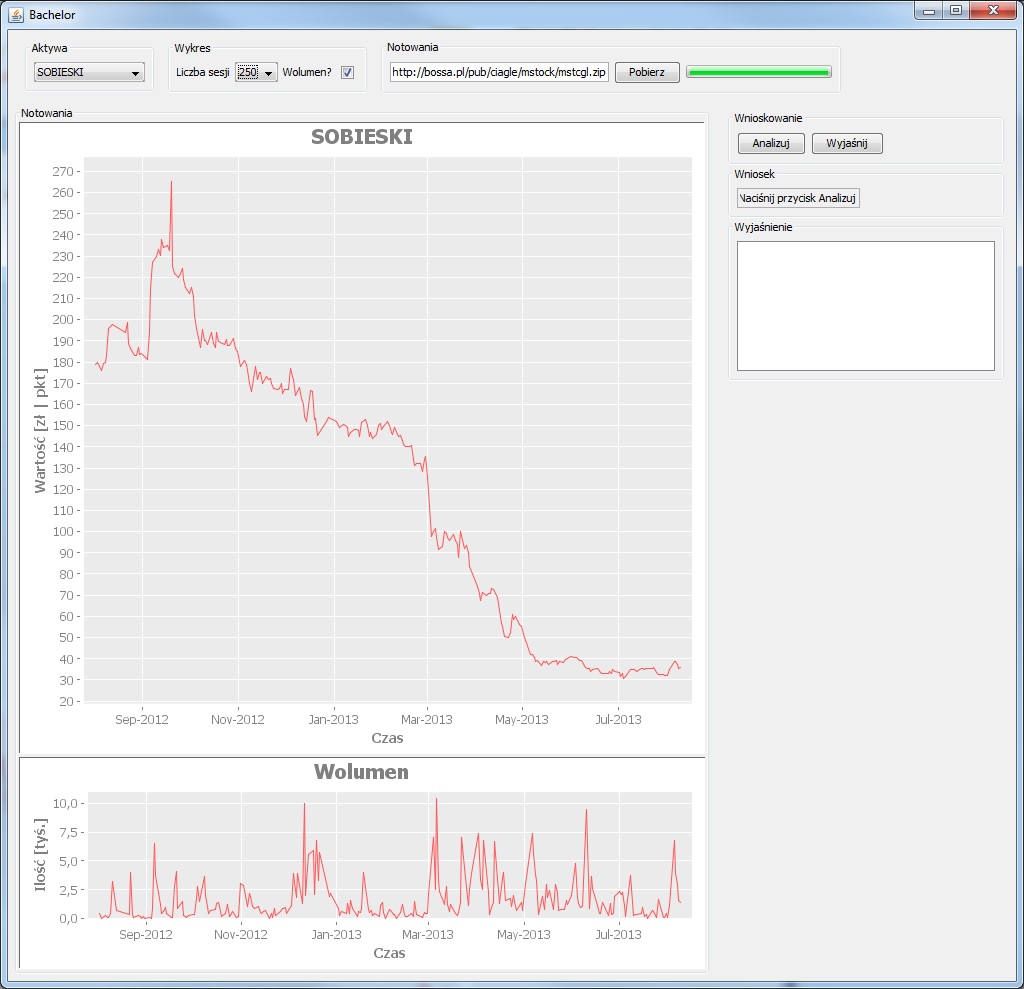 Bachelor
Aktywa
Wykres
Notowania
SOBIESKI
Liczba sesji
250
Wolumen?
http://bossa.pl/pub/ciagle/mstock/mstcgl.zip
Pobierz
Notowania
SOBIESKI
270
260
250
240
230
220
210
200
190
180
170
160
150
140
130
120
110
100
90
80
70
60
50
40
30
20
Wartość [zł | pkt]
Sep-2012
Nov-2012
Jan-2013
Mar-2013
May-2013
Jul-2013
Czas
Wolumen
10,0
7,5
5,0
2,5
0,0
Ilość [tyś.]
Sep-2012
Nov-2012
Jan-2013
Mar-2013
May-2013
Jul-2013
Czas
Wnioskowanie
Analizuj
Wyjaśnij
Wniosek
Naciśnij przycisk Analizuj
Wyjaśnienie